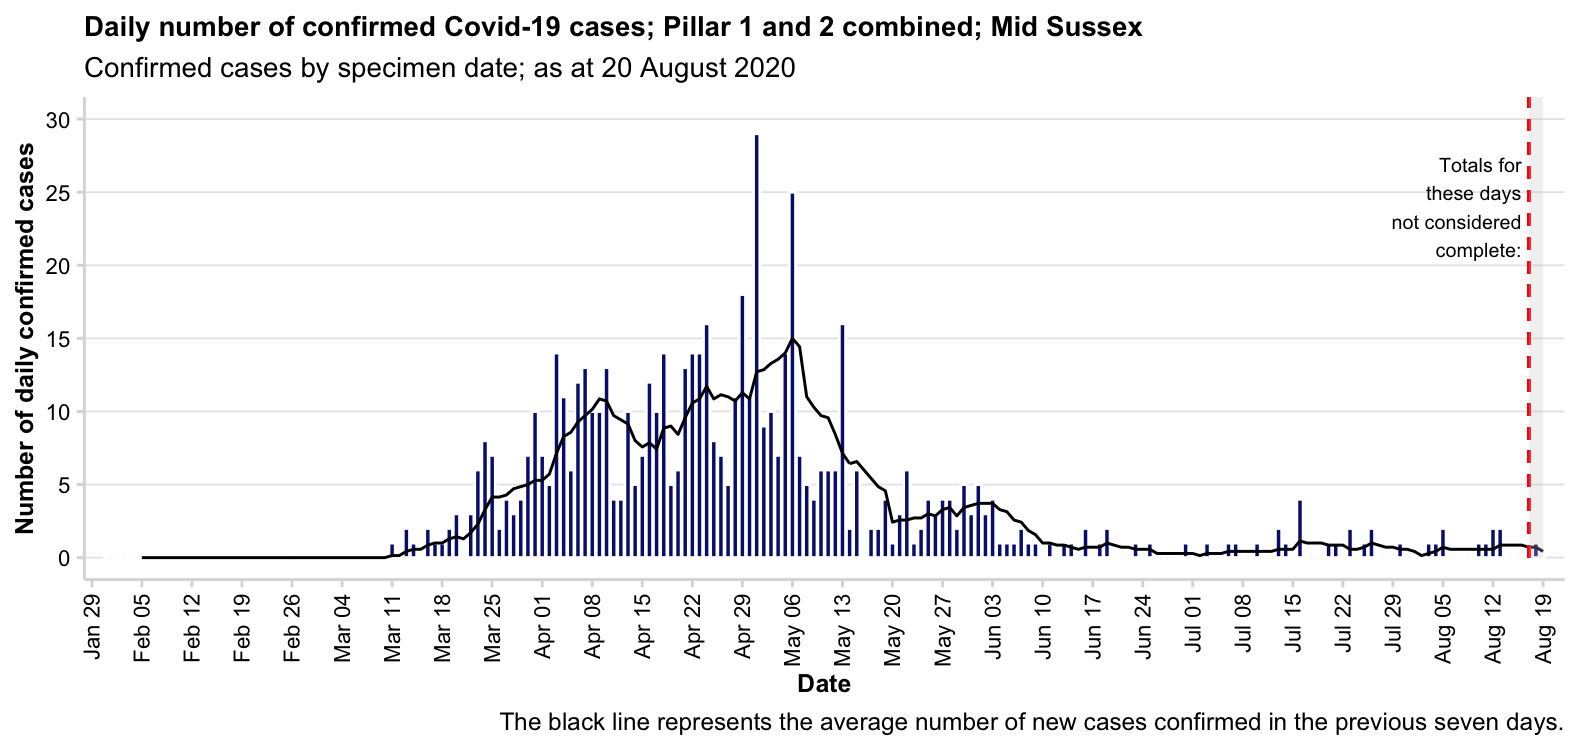 Daily number of confirmed Covid-19 cases; Pillar 1 and 2 combined; Mid Sussex
Confirmed cases by specimen date; as at 20 August 2020
Number of daily confirmed cases
30
25
20
15
10
5
0
Totals for
these days
not considered
complete:
Jan 29
Feb 05
Feb 12
Feb 19
Feb 26
Mar 04
Mar 11
Mar 18
Mar 25
Apr 01
Apr 08
Apr 15
Apr 22
Apr 29
May 06
May 13
May 20
May 27
Jun 03
Jun 10
Jun 17
Jun 24
Jul 01
Jul 08
Jul 15
Jul 22
Jul 29
Aug 05
Aug 12
Aug 19
Date
The black line represents the average number of new cases confirmed in the previous seven days.